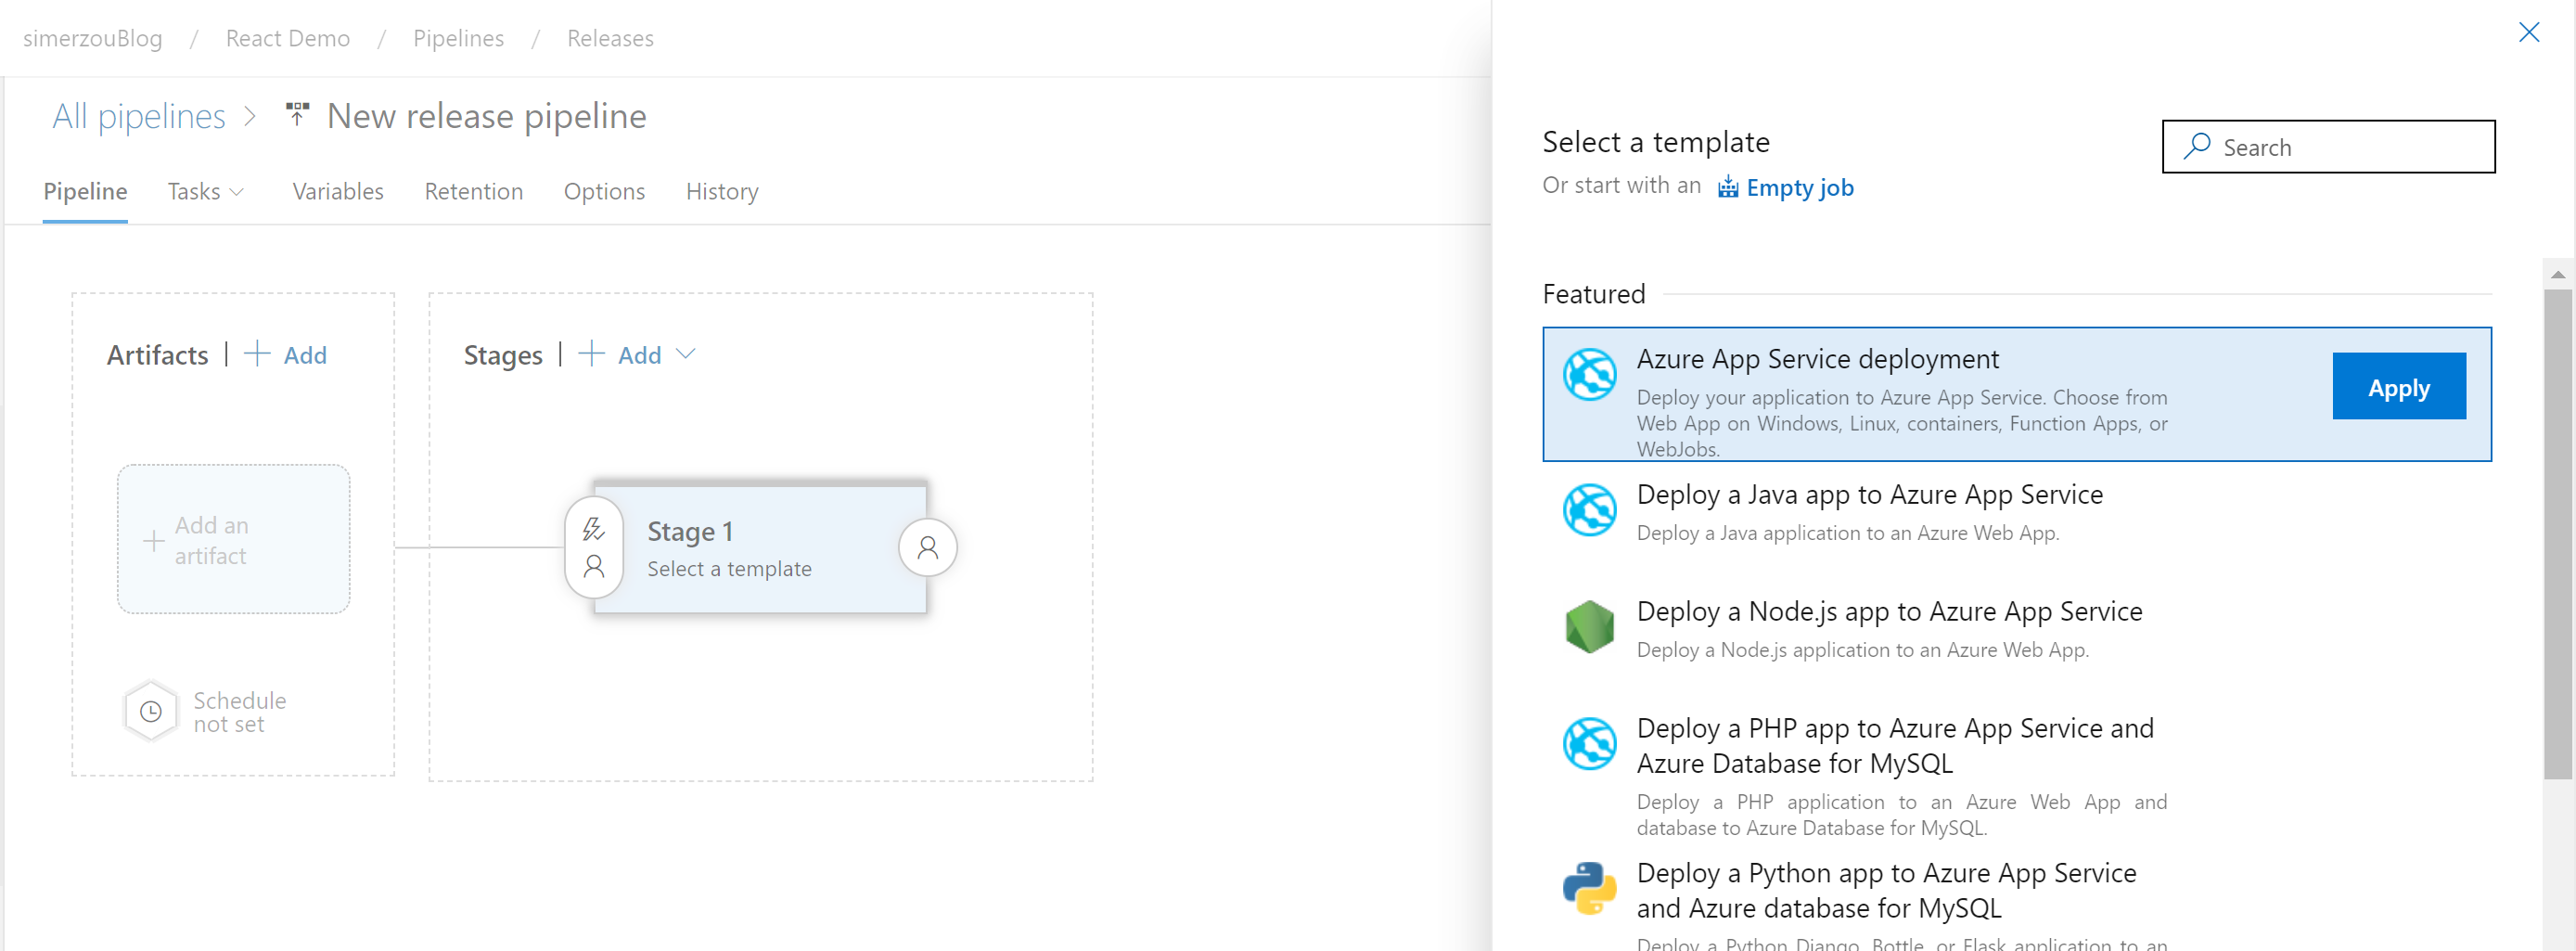 simerzouBlog / React Demo / Pipelines / Releases
All pipelines > New release pipeline
Pipeline Tasks Variables Retention Options History
Artifacts | + Add
Add an
artifact
Schedule
not set
Stages | + Add
Stage 1
Select a template
Select a template
Or start with an Empty job
Search
Featured
Azure App Service deployment
Deploy your application to Azure App Service. Choose from
Web App on Windows, Linux, containers, Function Apps, or
WebJobs.
Apply
Deploy a Java app to Azure App Service
Deploy a Java application to an Azure Web App.
Deploy a Node.js app to Azure App Service
Deploy a Node.js application to an Azure Web App.
Deploy a PHP app to Azure App Service and
Azure Database for MySQL
Deploy a PHP application to an Azure Web App and
database to Azure Database for MySQL.
Deploy a Python app to Azure App Service
and Azure database for MySQL
Deploy a Python Django, Bottle, or Flask application to an